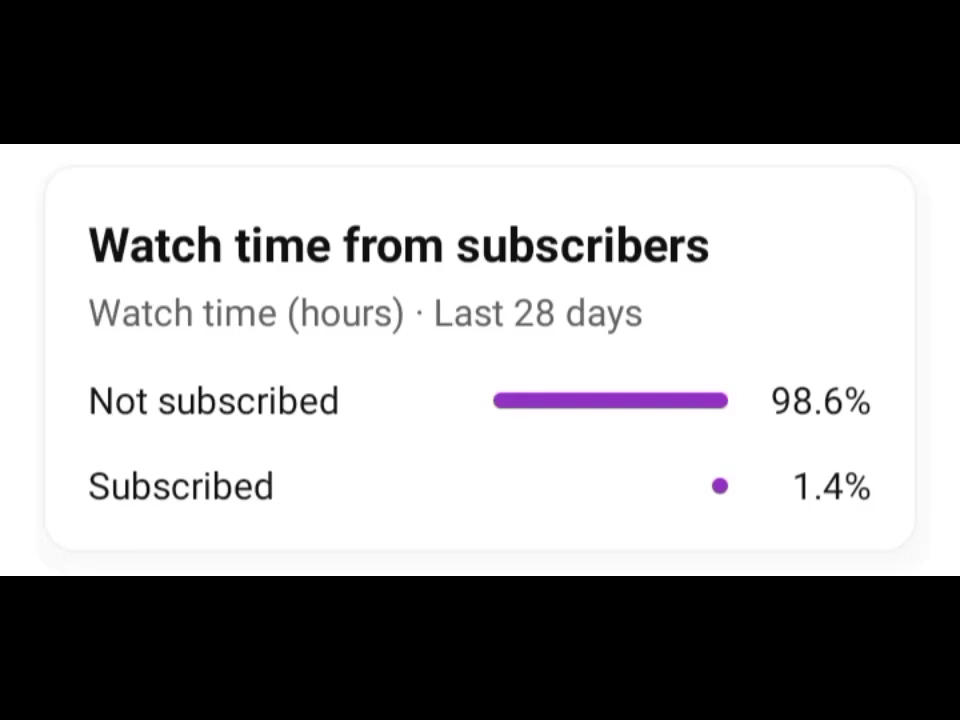 Watch time from subscribers
Watch time (hours) · Last 28 days
Not subscribed 98.6%
Subscribed 1.4%